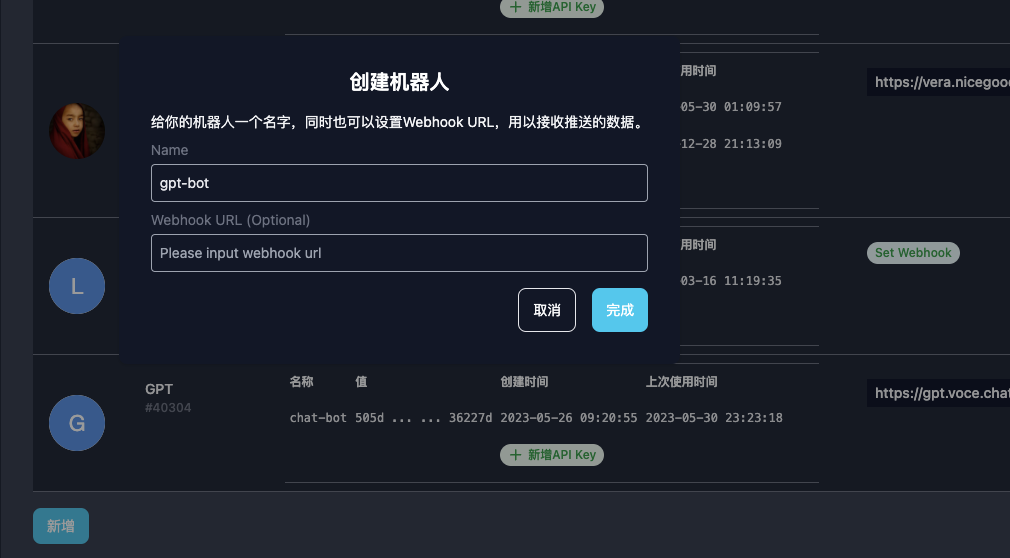 + 新增API Key
创建机器人
给你的机器人一个名字，同时也可以设置Webhook URL，用以接收推送的数据。
Name
gpt-bot
Webhook URL (Optional)
Please input webhook url
取消
完成
用时间
05-30 01:09:57
12-28 21:13:09
https://vera.nicegoo
L
用时间
03-16 11:19:35
Set Webhook
G
GPT
#40304
名称 值 创建时间 上次使用时间
chat-bot 505d ... ... 36227d 2023-05-26 09:20:55 2023-05-30 23:23:18
+ 新增API Key
https://gpt.voce.chat
新增